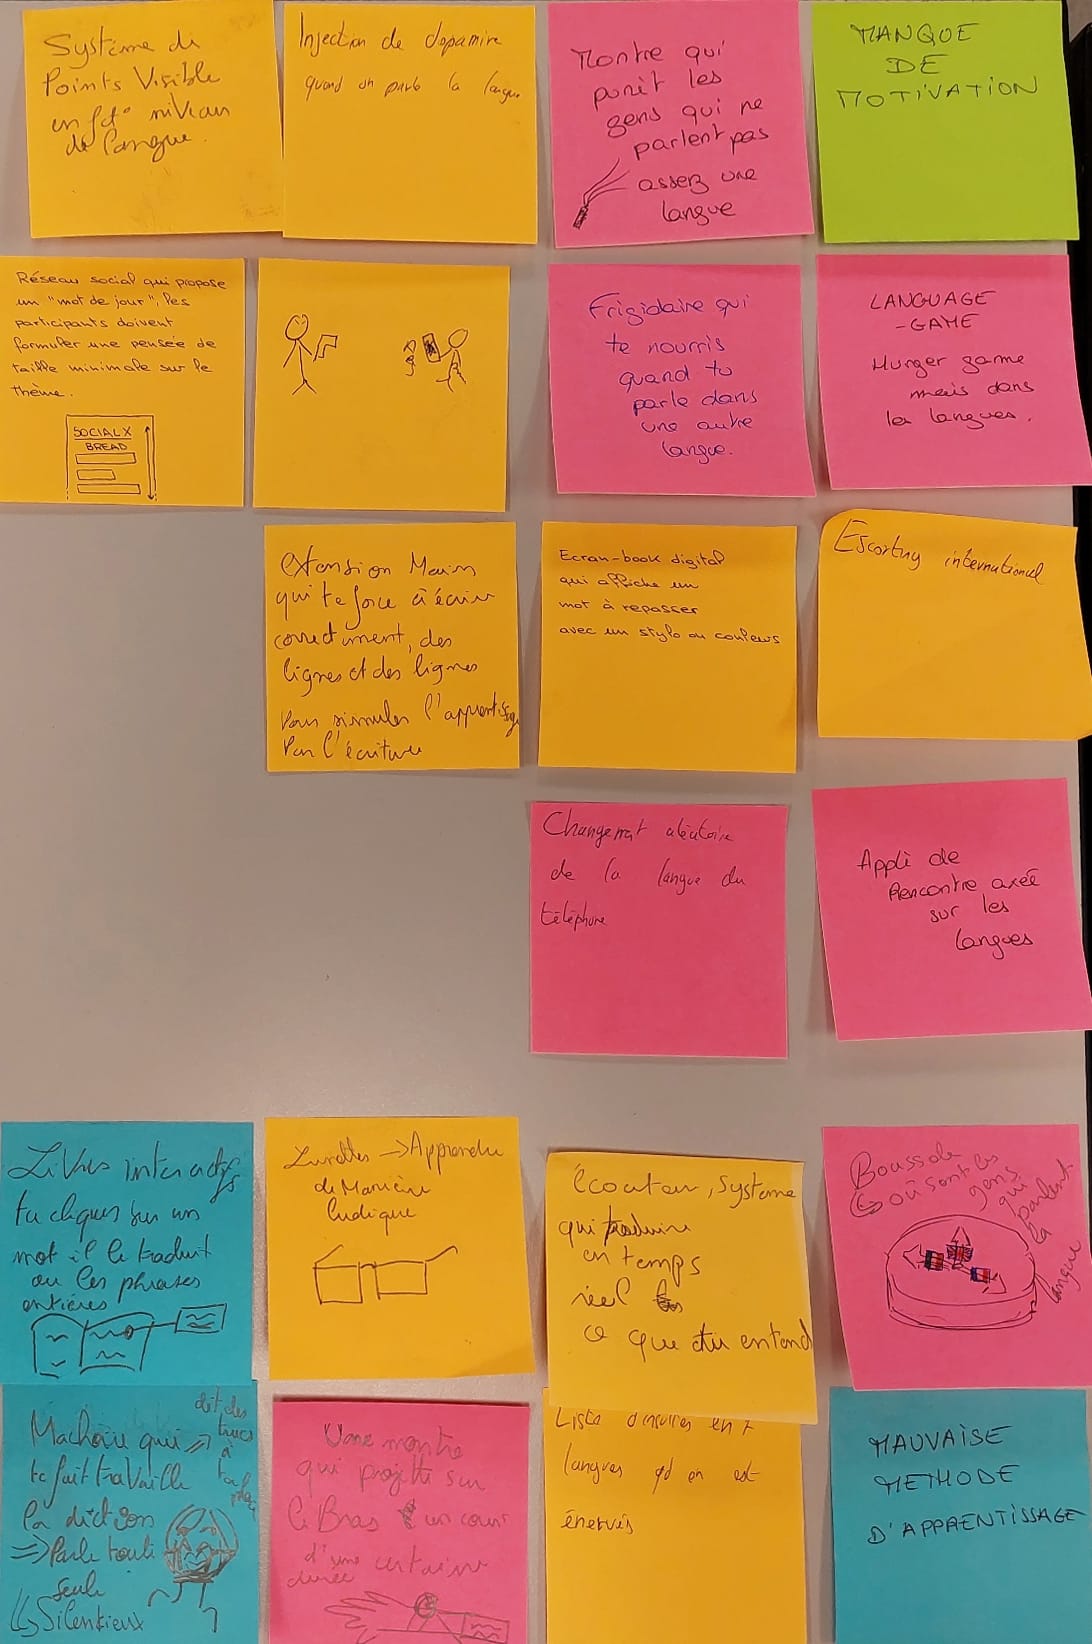 Système de
Points Visible
en fct° niveau
de langue.
Injection de dopamine
quand on parle la langue
Montre qui
punit les
gens qui ne
parlent pas
assez une
langue
MANQUE
DE
MOTIVATION
Réseau social qui propose
un "mot de jour", les
participants doivent
formuler une pensée de
taille minimale sur le
thème.
SOCIAL X
BREAD
Frigidaire qui
te nourris
quand tu
parle dans
une autre
langue.
LANGUAGE
-GAME
Hunger game
mais dans
les langues.
extension Main
qui te force à écrire
correctement, des
lignes et des lignes
pour simuler l'apprentissage
par l'écriture
Ecran-book digital
qui affiche un
mot à repasser
avec un stylo ou couleurs
Escorting international
Changement aléatoire
de la langue du
téléphone
Appli de
Rencontre axée
sur les
langues
Livres interactifs
tu cliques sur un
mot il le traduit
ou les phrases
entières
Lunettes -> Apprendre
de Manière
ludique
écouteur, système
qui traduire
en temps
réel
ce que tu entend
Boussole
où sont les
gens
qui
parlent
la
langue
Machoire qui =>
te fait travaille
la diction
=> Parle toute
seule
Silentieux
dit des
trucs
à
ta
place
Une montre
qui projette sur
le Bras un cour
d'une certaine
durée
Liste d'insultes en +
langues qd on est
énervés
MAUVAISE
METHODE
D'APPRENTISSAGE